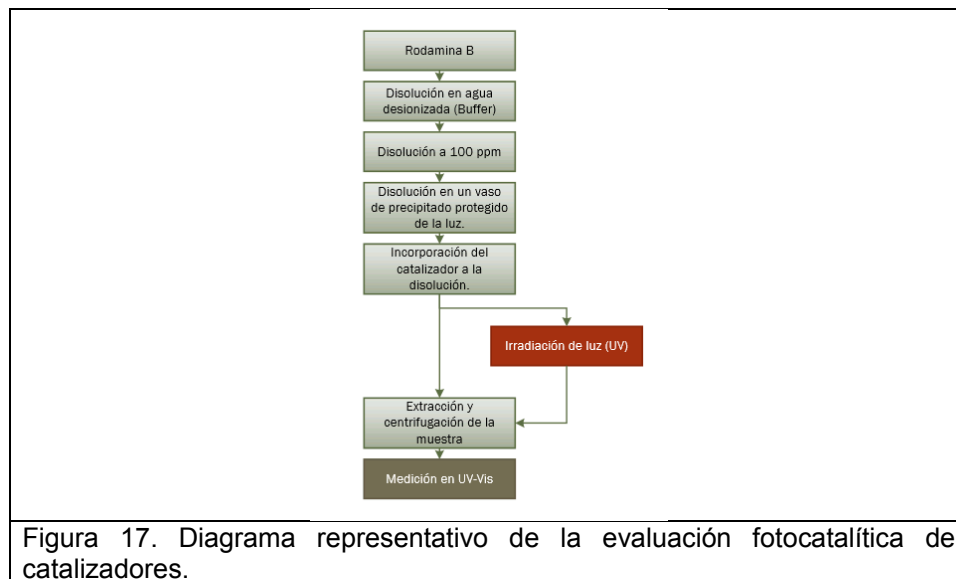 Rodamina B
Disolución en agua
desionizada (Buffer)
Disolución a 100 ppm
Disolución en un vaso
de precipitado protegido
de la luz.
Incorporación del
catalizador a la
disolución.
Irradiación de luz (UV)
Extracción y
centrifugación de la
muestra
Medición en UV-Vis
Figura 17. Diagrama representativo de la evaluación fotocatalítica de
catalizadores.